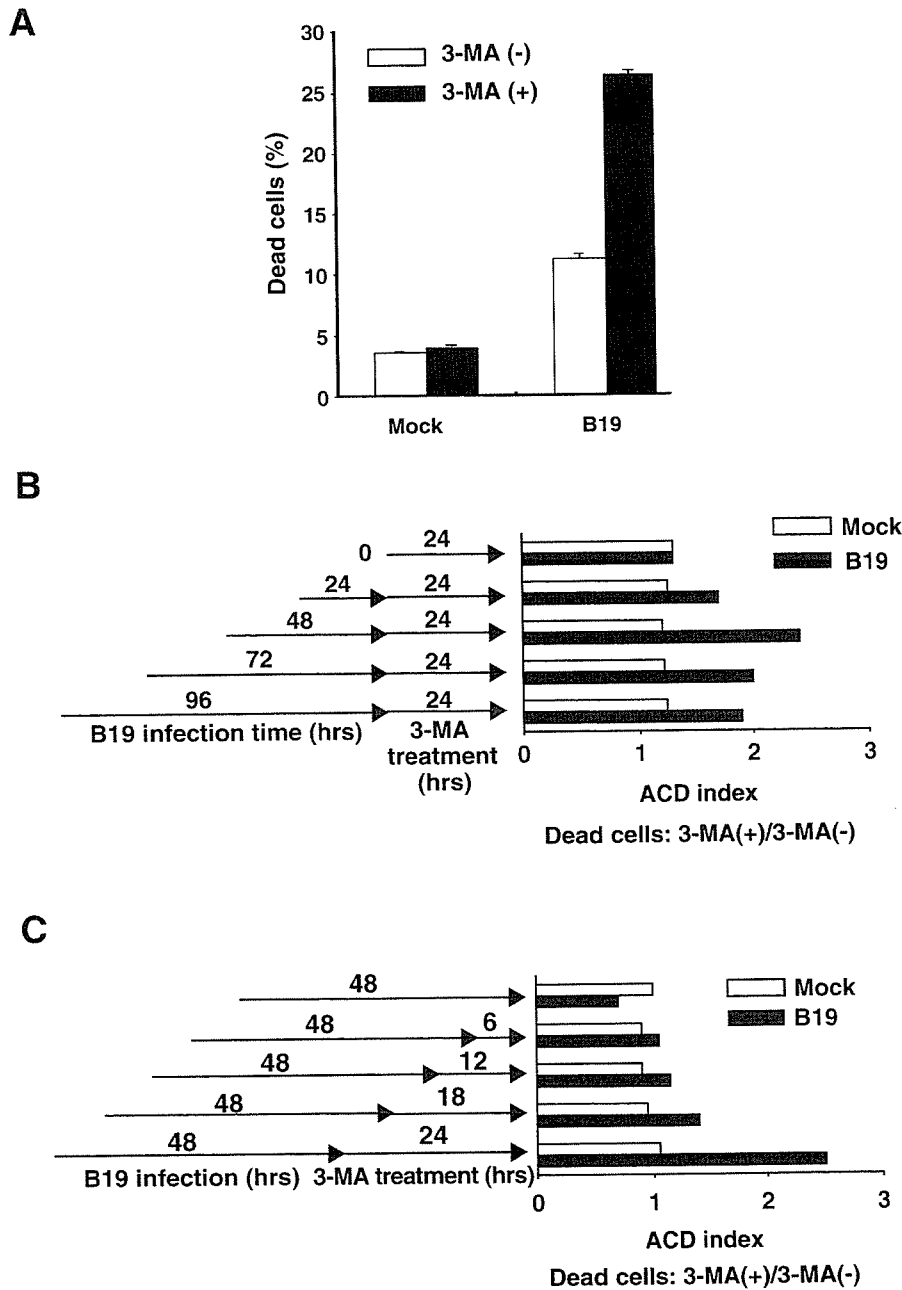 A
30
25
20
15
10
5
0
Dead cells (%)
3-MA (-)
3-MA (+)
Mock
B19
B
Mock
B19
0 24
24 24
48 24
72 24
96 24
B19 infection time (hrs)
3-MA
treatment
(hrs)
0 1 2 3
ACD index
Dead cells: 3-MA(+)/3-MA(-)
C
Mock
B19
48
48 6
48 12
48 18
48 24
B19 infection (hrs) 3-MA treatment (hrs)
0 1 2 3
ACD index
Dead cells: 3-MA(+)/3-MA(-)